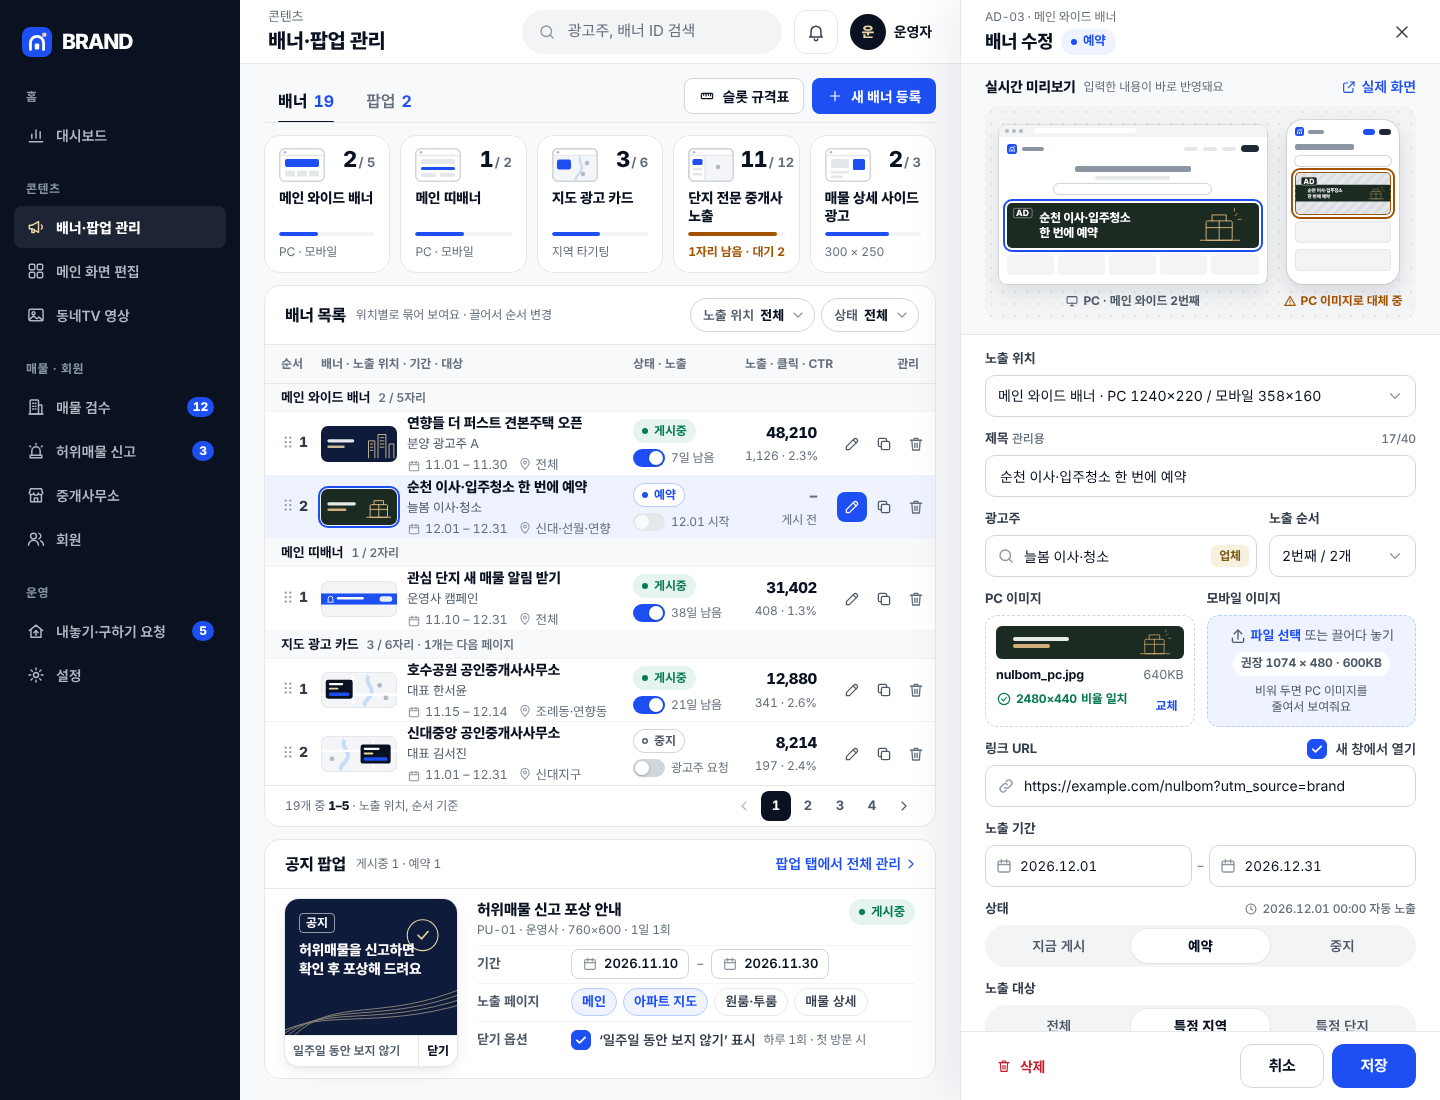 BRAND
홈
대시보드
콘텐츠
배너·팝업 관리
메인 화면 편집
동네TV 영상
매물 · 회원
매물 검수 12
허위매물 신고 3
중개사무소
회원
운영
내놓기·구하기 요청 5
설정
콘텐츠
배너·팝업 관리
광고주, 배너 ID 검색
운 운영자
배너 19
팝업 2
슬롯 규격표
새 배너 등록
2 / 5
메인 와이드 배너
PC · 모바일
1 / 2
메인 띠배너
PC · 모바일
3 / 6
지도 광고 카드
지역 타기팅
11 / 12
단지 전문 중개사
노출
1자리 남음 · 대기 2
2 / 3
매물 상세 사이드
광고
300 × 250
배너 목록 위치별로 묶어 보여요 · 끌어서 순서 변경
노출 위치 전체
상태 전체
순서 배너 · 노출 위치 · 기간 · 대상 상태 · 노출 노출 · 클릭 · CTR 관리
메인 와이드 배너 2 / 5자리
1 연향들 더 퍼스트 견본주택 오픈
분양 광고주 A
11.01 – 11.30 전체
게시중
7일 남음
48,210
1,126 · 2.3%
2 순천 이사·입주청소 한 번에 예약
늘봄 이사·청소
12.01 – 12.31 신대·선월·연향
예약
12.01 시작
–
게시 전
메인 띠배너 1 / 2자리
1 관심 단지 새 매물 알림 받기
운영사 캠페인
11.10 – 12.31 전체
게시중
38일 남음
31,402
408 · 1.3%
지도 광고 카드 3 / 6자리 · 1개는 다음 페이지
1 호수공원 공인중개사사무소
대표 한서윤
11.15 – 12.14 조례동·연향동
게시중
21일 남음
12,880
341 · 2.6%
2 신대중앙 공인중개사사무소
대표 김서진
11.01 – 12.31 신대지구
중지
광고주 요청
8,214
197 · 2.4%
19개 중 1–5 · 노출 위치, 순서 기준
1 2 3 4
공지 팝업 게시중 1 · 예약 1
팝업 탭에서 전체 관리
공지
허위매물을 신고하면
확인 후 포상해 드려요
일주일 동안 보지 않기 닫기
허위매물 신고 포상 안내
게시중
PU-01 · 운영사 · 760×600 · 1일 1회
기간 2026.11.10 – 2026.11.30
노출 페이지 메인 아파트 지도 원룸·투룸 매물 상세
닫기 옵션 ‘일주일 동안 보지 않기’ 표시 하루 1회 · 첫 방문 시
AD-03 · 메인 와이드 배너
배너 수정 예약
실시간 미리보기 입력한 내용이 바로 반영돼요
실제 화면
AD
순천 이사·입주청소
한 번에 예약
AD
순천 이사·입주청소
한 번에 예약
PC · 메인 와이드 2번째
PC 이미지로 대체 중
노출 위치
메인 와이드 배너 · PC 1240×220 / 모바일 358×160
제목 관리용 17/40
순천 이사·입주청소 한 번에 예약
광고주
늘봄 이사·청소 업체
노출 순서
2번째 / 2개
PC 이미지
nulbom_pc.jpg 640KB
2480×440 비율 일치
교체
모바일 이미지
파일 선택 또는 끌어다 놓기
권장 1074 × 480 · 600KB
비워 두면 PC 이미지를
줄여서 보여줘요
링크 URL 새 창에서 열기
https://example.com/nulbom?utm_source=brand
노출 기간
2026.12.01 – 2026.12.31
상태 2026.12.01 00:00 자동 노출
지금 게시 예약 중지
노출 대상
전체 특정 지역 특정 단지
삭제
취소
저장